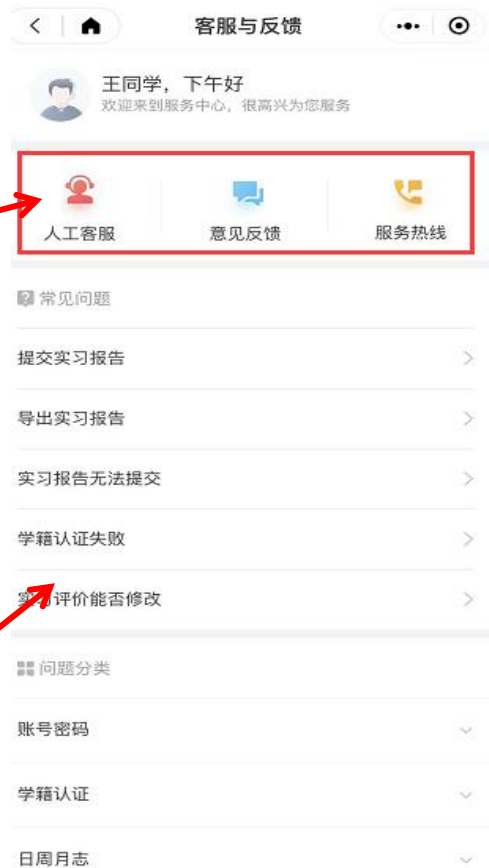 客服与反馈
王同学，下午好
欢迎来到服务中心，很高兴为您服务
人工客服 意见反馈 服务热线
常见问题
提交实习报告
导出实习报告
实习报告无法提交
学籍认证失败
实习评价能否修改
问题分类
账号密码
学籍认证
日周月志